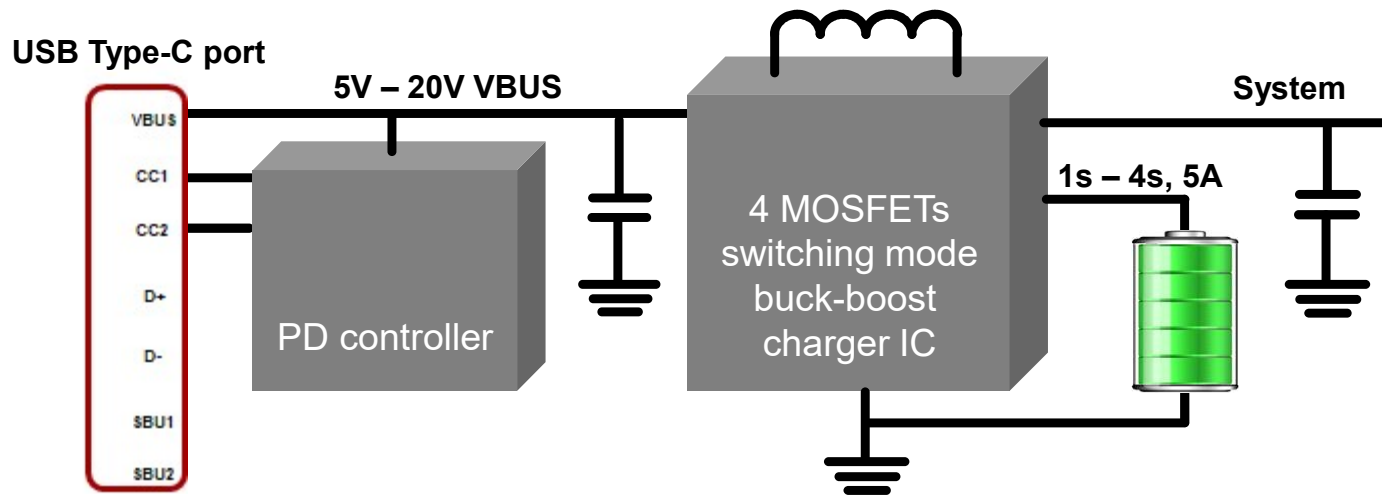 USB Type-C port
5V – 20V VBUS
System
VBUS
CC1
CC2
D+
D-
SBU1
SBU2
PD controller
4 MOSFETs
switching mode
buck-boost
charger IC
1s – 4s, 5A